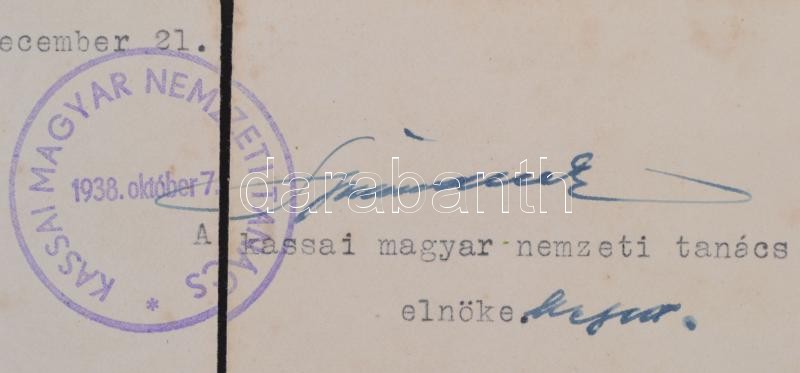 ecember 21.
KASSAI MAGYAR NEMZETI TANÁCS *
1938. október 7.
darabanth
A kassai magyar nemzeti tanács
elnöke.